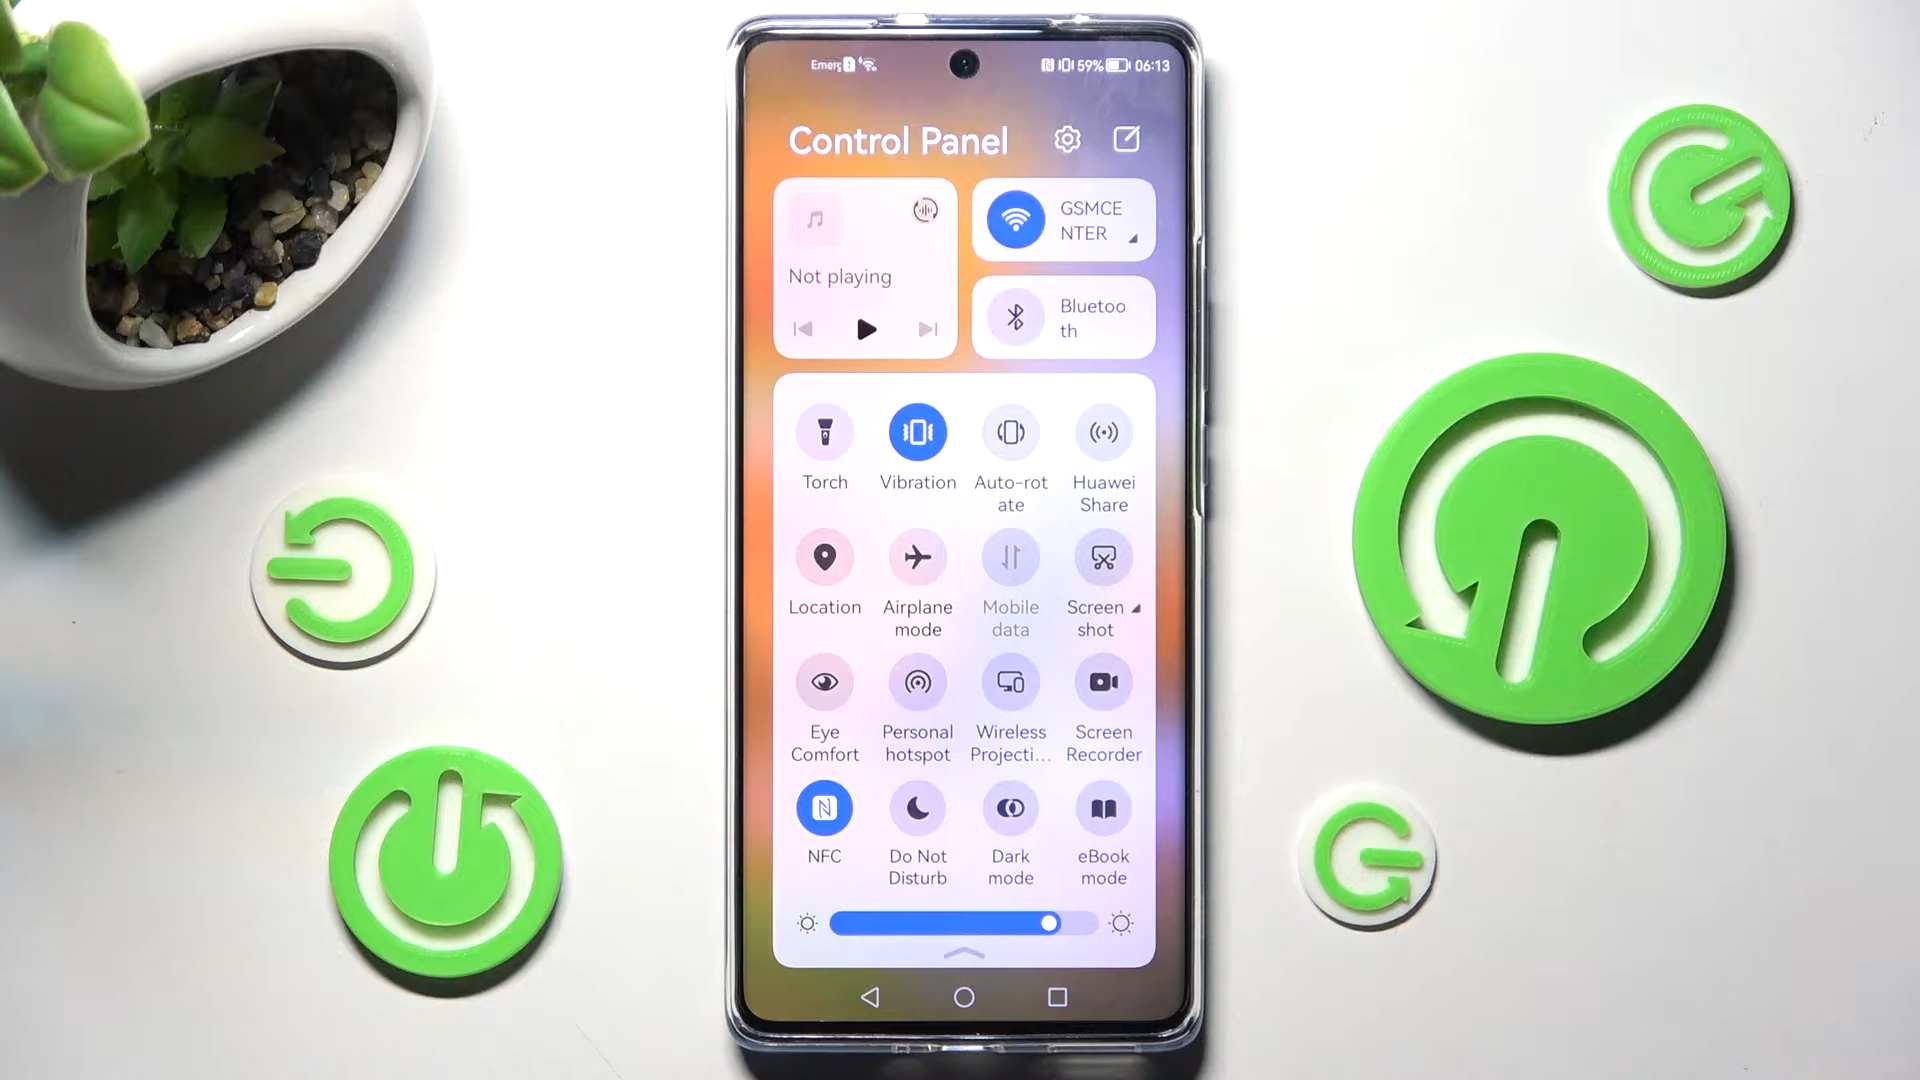 Emerg
59% 06:13
Control Panel
GSMCE
NTER
Not playing
Bluetoo
th
Torch
Vibration
Auto-rot
ate
Huawei
Share
Location
Airplane
mode
Mobile
data
Screen
shot
Eye
Comfort
Personal
hotspot
Wireless
Projecti...
Screen
Recorder
NFC
Do Not
Disturb
Dark
mode
eBook
mode